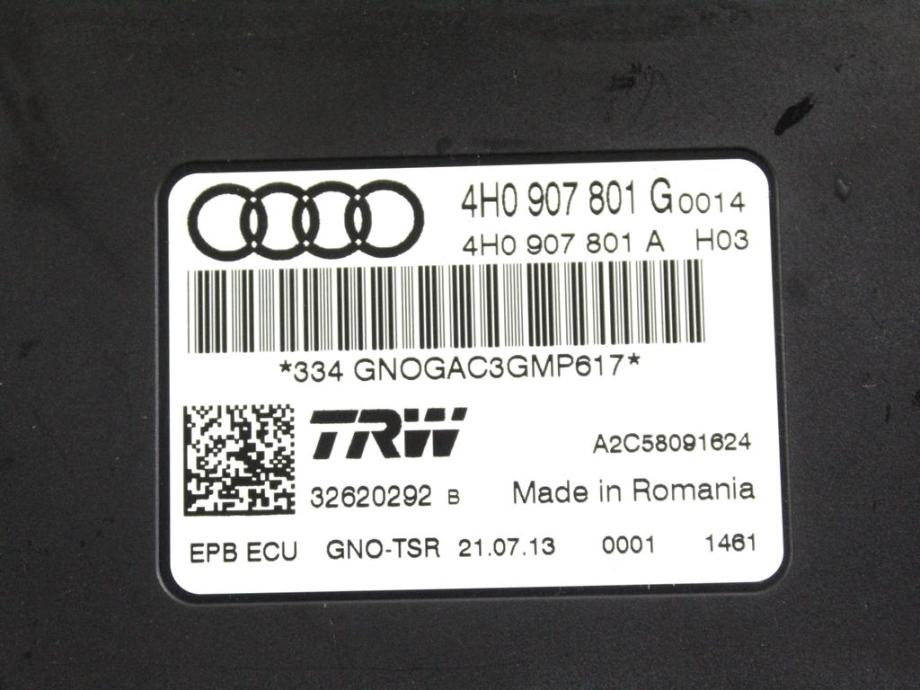 4H0 907 801 G 0014
4H0 907 801 A H03
*334 GNOGAC3GMP617*
TRW
A2C58091624
32620292 B Made in Romania
EPB ECU GNO-TSR 21.07.13 0001 1461